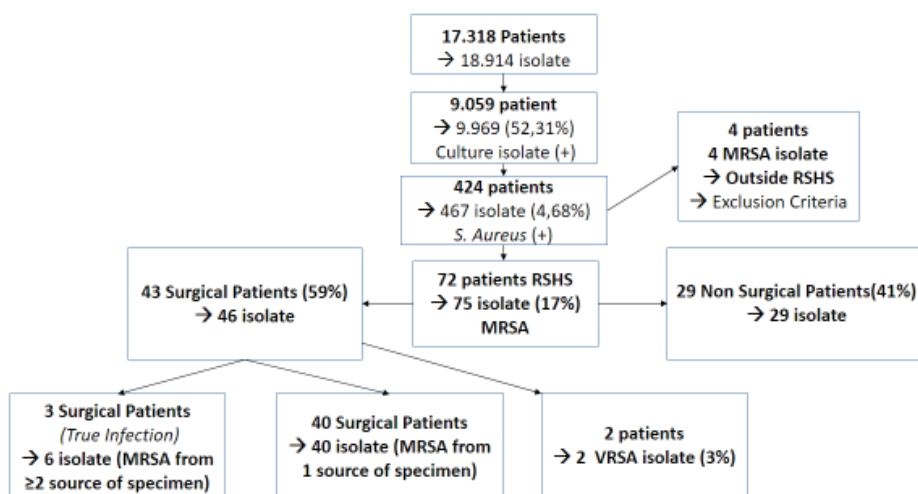 17.318 Patients
→ 18.914 isolate
9.059 patient
→ 9.969 (52,31%)
Culture isolate (+)
4 patients
4 MRSA isolate
→ Outside RSHS
→ Exclusion Criteria
424 patients
→ 467 isolate (4,68%)
S. Aureus (+)
43 Surgical Patients (59%)
→ 46 isolate
72 patients RSHS
→ 75 isolate (17%)
MRSA
29 Non Surgical Patients(41%)
→ 29 isolate
3 Surgical Patients
(True Infection)
→ 6 isolate (MRSA from
≥2 source of specimen)
40 Surgical Patients
→ 40 isolate (MRSA from
1 source of specimen)
2 patients
→ 2 VRSA isolate (3%)